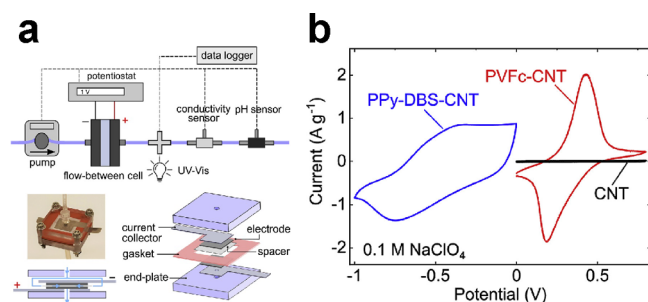 a
data logger
potentiostat
1 V
conductivity
sensor
pH sensor
−
+
pump
flow-between cell
UV-Vis
current
collector
electrode
spacer
gasket
end-plate
+
−
b
PPy-DBS-CNT
PVFc-CNT
CNT
0.1 M NaClO4
Current (A g-1)
2
1
0
-1
-2
-1
-0.5
0
0.5
Potential (V)